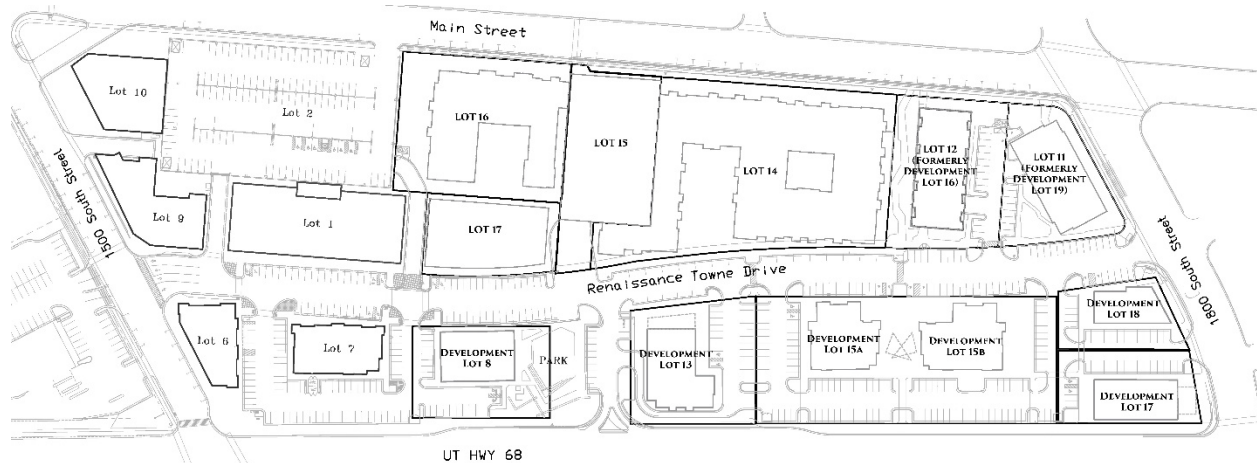 Main Street
Lot 10
Lot 2
LOT 16
LOT 15
LOT 14
LOT 12
(FORMERLY
DEVELOPMENT
LOT 16)
LOT 11
(FORMERLY
DEVELOPMENT
LOT 19)
1500 South Street
Lot 9
Lot 1
LOT 17
Renaissance Towne Drive
1800 South Street
Lot 6
Lot 7
DEVELOPMENT
LOT 8
PARK
DEVELOPMENT
LOT 13
DEVELOPMENT
LOT 15A
DEVELOPMENT
LOT 15B
DEVELOPMENT
LOT 18
DEVELOPMENT
LOT 17
UT HWY 68